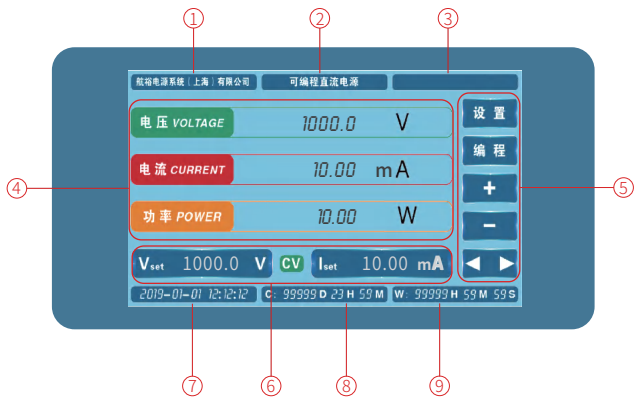 ① ② ③
航裕电源系统（上海）有限公司 可编程直流电源
电压 VOLTAGE 1000.0 V
设置
电流 CURRENT 10.00 mA
编程
④ ⑤
+
功率 POWER 10.00 W
−
Vset 1000.0 V CV Iset 10.00 mA ◀ ▶
2019-01-01 12:12:12 C: 99999 D 23 H 59 M W: 99999 H 59 M 59 S
⑦ ⑥ ⑧ ⑨